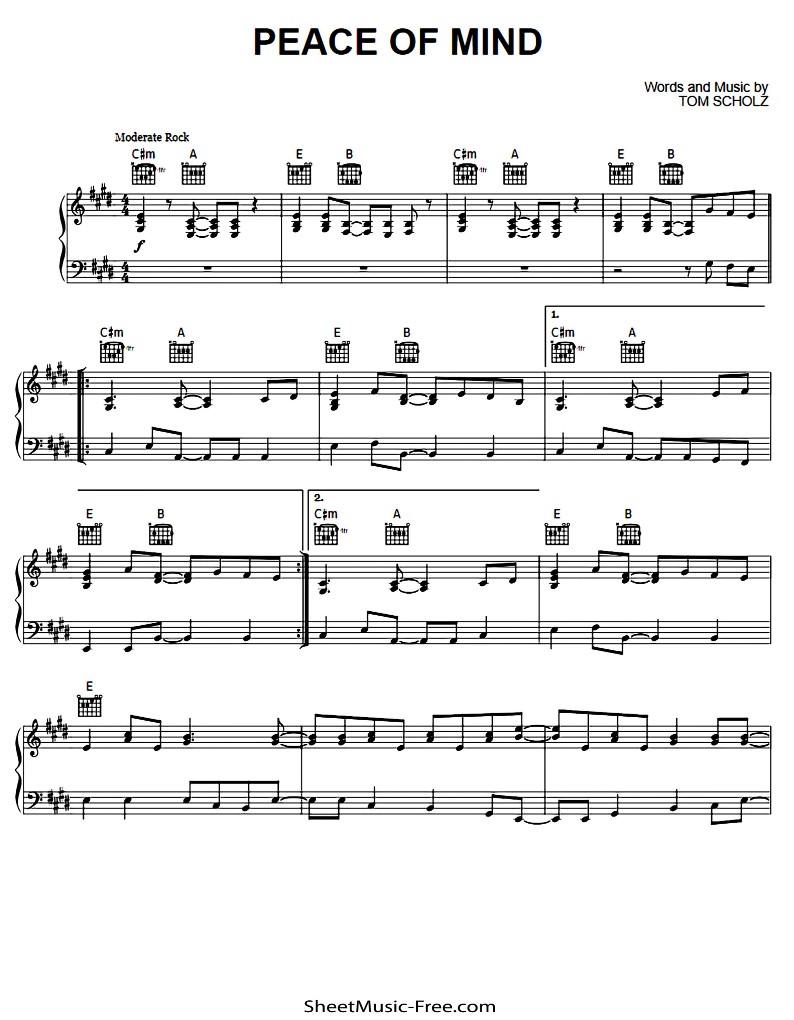 PEACE OF MIND
Words and Music by
TOM SCHOLZ
Moderate Rock
C#m A E B C#m A E B
4fr 4fr
f
1.
C#m A E B C#m A
4fr 4fr
2.
E B C#m A E B
4fr
E
SheetMusic-Free.com